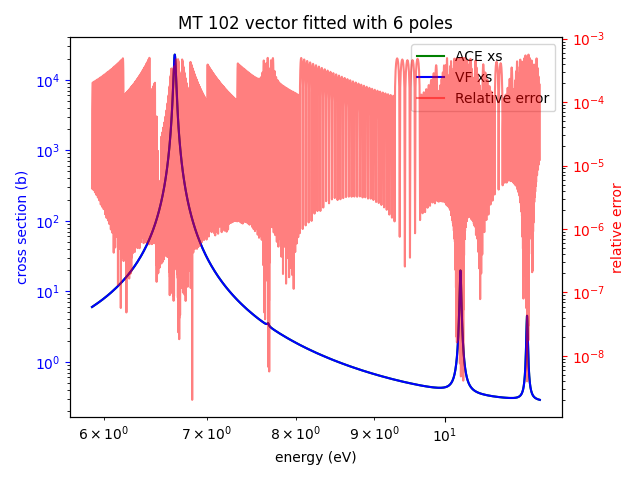 MT 102 vector fitted with 6 poles
ACE xs
VF xs
Relative error
cross section (b)
10⁴
10³
10²
10¹
10⁰
10⁻³
10⁻⁴
10⁻⁵
10⁻⁶
10⁻⁷
10⁻⁸
relative error
6 × 10⁰
7 × 10⁰
8 × 10⁰
9 × 10⁰
10¹
energy (eV)